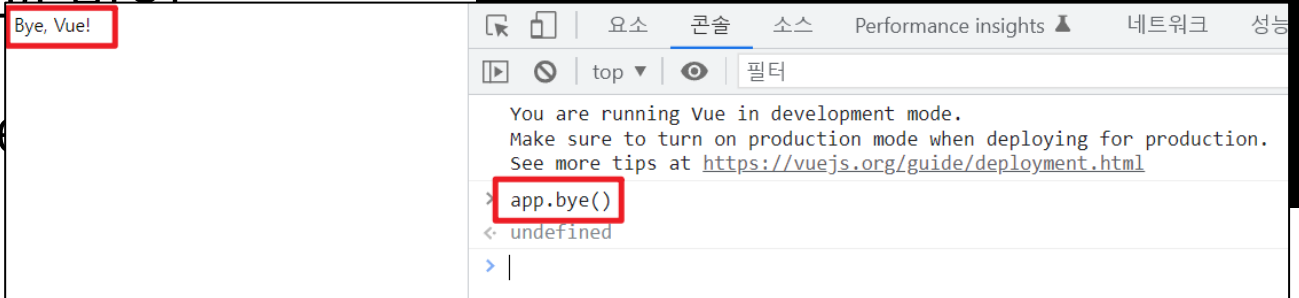 Bye, Vue!
요소 콘솔 소스 Performance insights 네트워크 성능
top ▼ 필터
You are running Vue in development mode.
Make sure to turn on production mode when deploying for production.
See more tips at https://vuejs.org/guide/deployment.html
> app.bye()
<· undefined
>